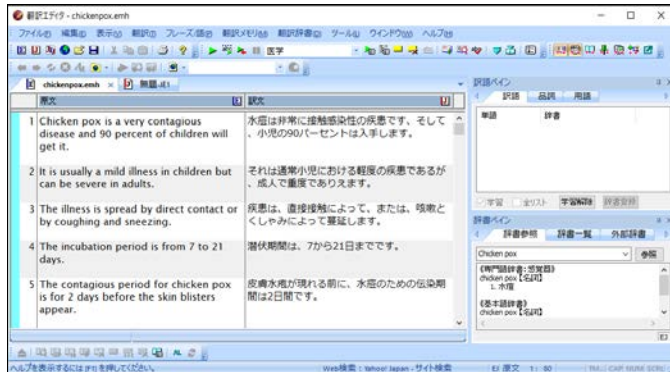 翻訳エディタ - chickenpox.emh
ファイル(F) 編集(E) 表示(V) 翻訳(T) フレーズ/語(P) 翻訳メモリ(M) 翻訳辞書(D) ツール(L) ウインドウ(W) ヘルプ(H)
医学
chickenpox.emh
無題.JE1
原文 訳文
1 Chicken pox is a very contagious
disease and 90 percent of children will
get it.
水痘は非常に接触感染性の疾患です、そして
、小児の90パーセントは入手します。
2 It is usually a mild illness in children but
can be severe in adults.
それは通常小児における軽度の疾患であるが
、成人で重度でありえます。
3 The illness is spread by direct contact or
by coughing and sneezing.
疾患は、直接接触によって、または、咳嗽と
くしゃみによって蔓延します。
4 The incubation period is from 7 to 21
days.
潜伏期間は、7から21日までです。
5 The contagious period for chicken pox
is for 2 days before the skin blisters
appear.
皮膚水疱が現れる前に、水痘のための伝染期
間は2日間です。
訳語ペイン
訳語 品詞 用語
単語 辞書
学習 全リスト 学習解除 辞書登録
辞書ペイン
辞書参照 辞書一覧 外部辞書
Chicken pox 参照
chicken pox【名詞】
1. 水痘
《基本語辞書》
chicken pox【名詞】
ヘルプを表示するには [F1] を押してください。
Web検索 : Yahoo! Japan - サイト検索
EJ 原文 1: 80
CAP NUM SCRL